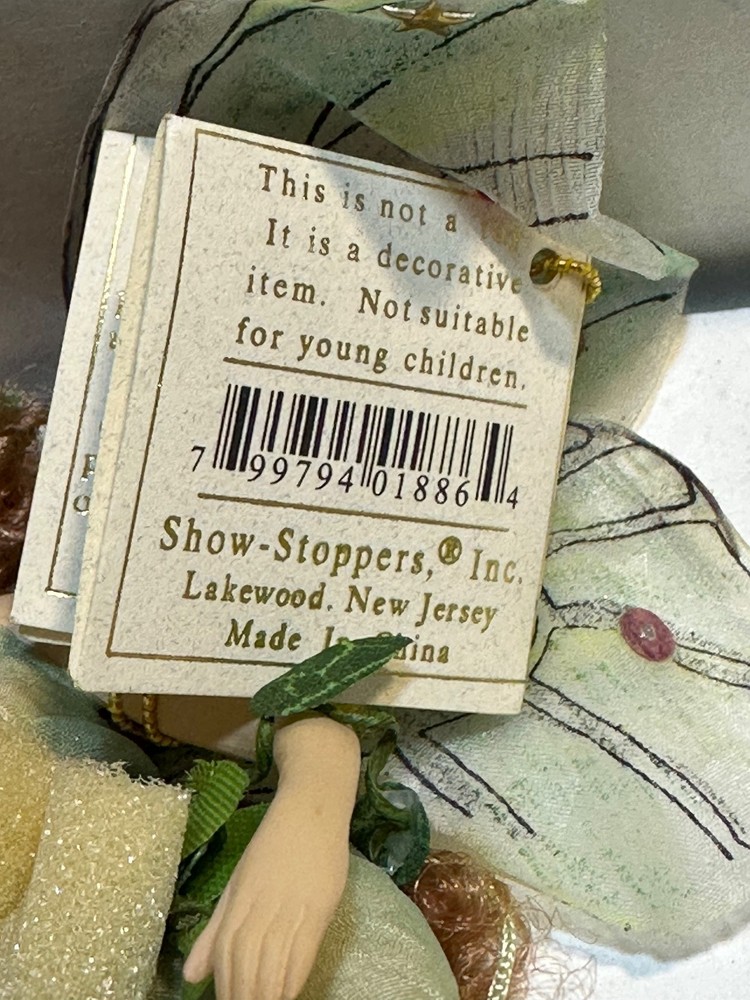 This is not a toy.
It is a decorative
item. Not suitable
for young children.
7 99794 01886 4
Show-Stoppers,® Inc.
Lakewood, New Jersey
Made In China